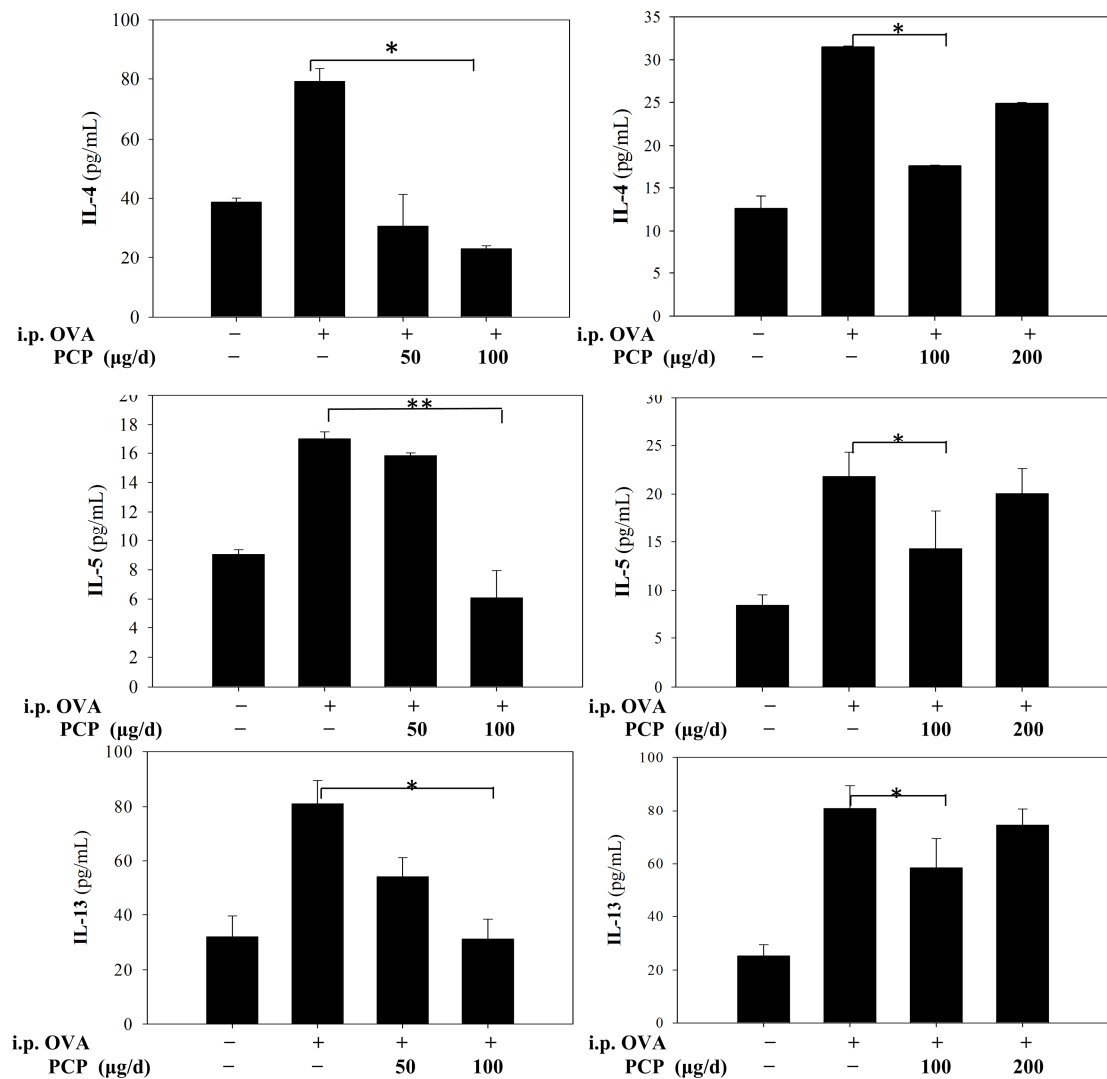 100
80
60
40
20
0
IL-4 (pg/mL)
*
i.p. OVA − + + +
PCP (µg/d) − − 50 100
35
30
25
20
15
10
5
0
IL-4 (pg/mL)
*
i.p. OVA − + + +
PCP (µg/d) − − 100 200
20
18
16
14
12
10
8
6
4
2
0
IL-5 (pg/mL)
**
i.p. OVA − + + +
PCP (µg/d) − − 50 100
30
25
20
15
10
5
0
IL-5 (pg/mL)
*
i.p. OVA − + + +
PCP (µg/d) − − 100 200
100
80
60
40
20
0
IL-13 (pg/mL)
*
i.p. OVA − + + +
PCP (µg/d) − − 50 100
100
80
60
40
20
0
IL-13 (pg/mL)
*
i.p. OVA − + + +
PCP (µg/d) − − 100 200